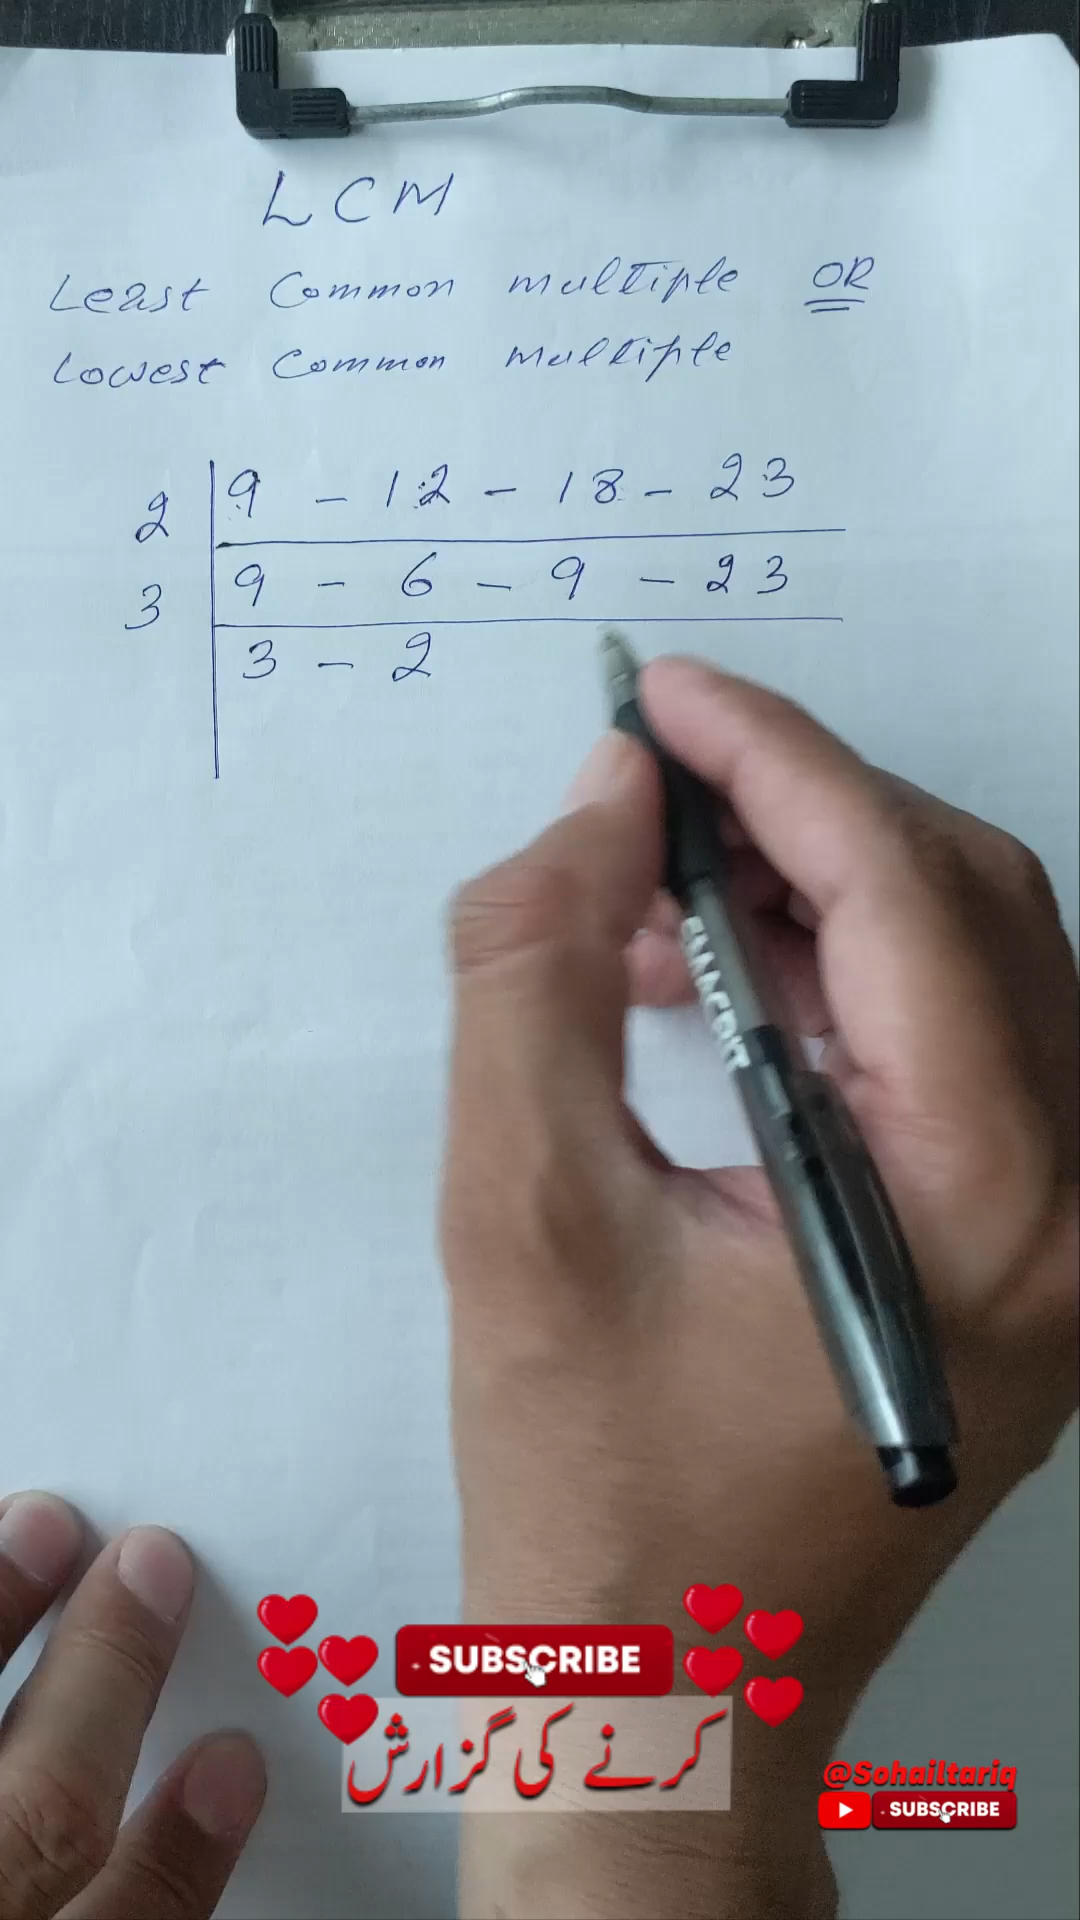 LCM
Least Common multiple OR
Lowest Common multiple
2 | 9 - 12 - 18 - 23
3 | 9 - 6 - 9 - 23
3 - 2
SUBSCRIBE
کرنے کی گزارش
@Sohailtariq
SUBSCRIBE